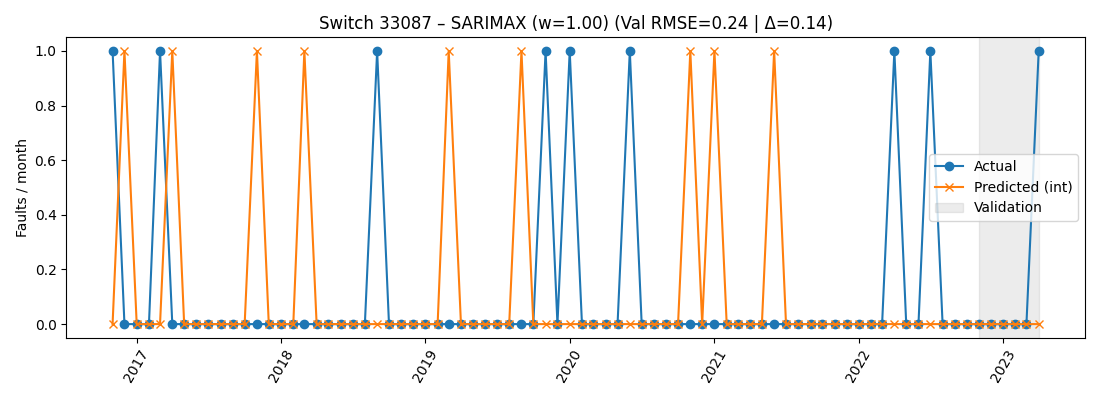 Switch 33087 – SARIMAX (w=1.00) (Val RMSE=0.24 | Δ=0.14)
Faults / month
1.0
0.8
0.6
0.4
0.2
0.0
Actual
Predicted (int)
Validation
2017
2018
2019
2020
2021
2022
2023